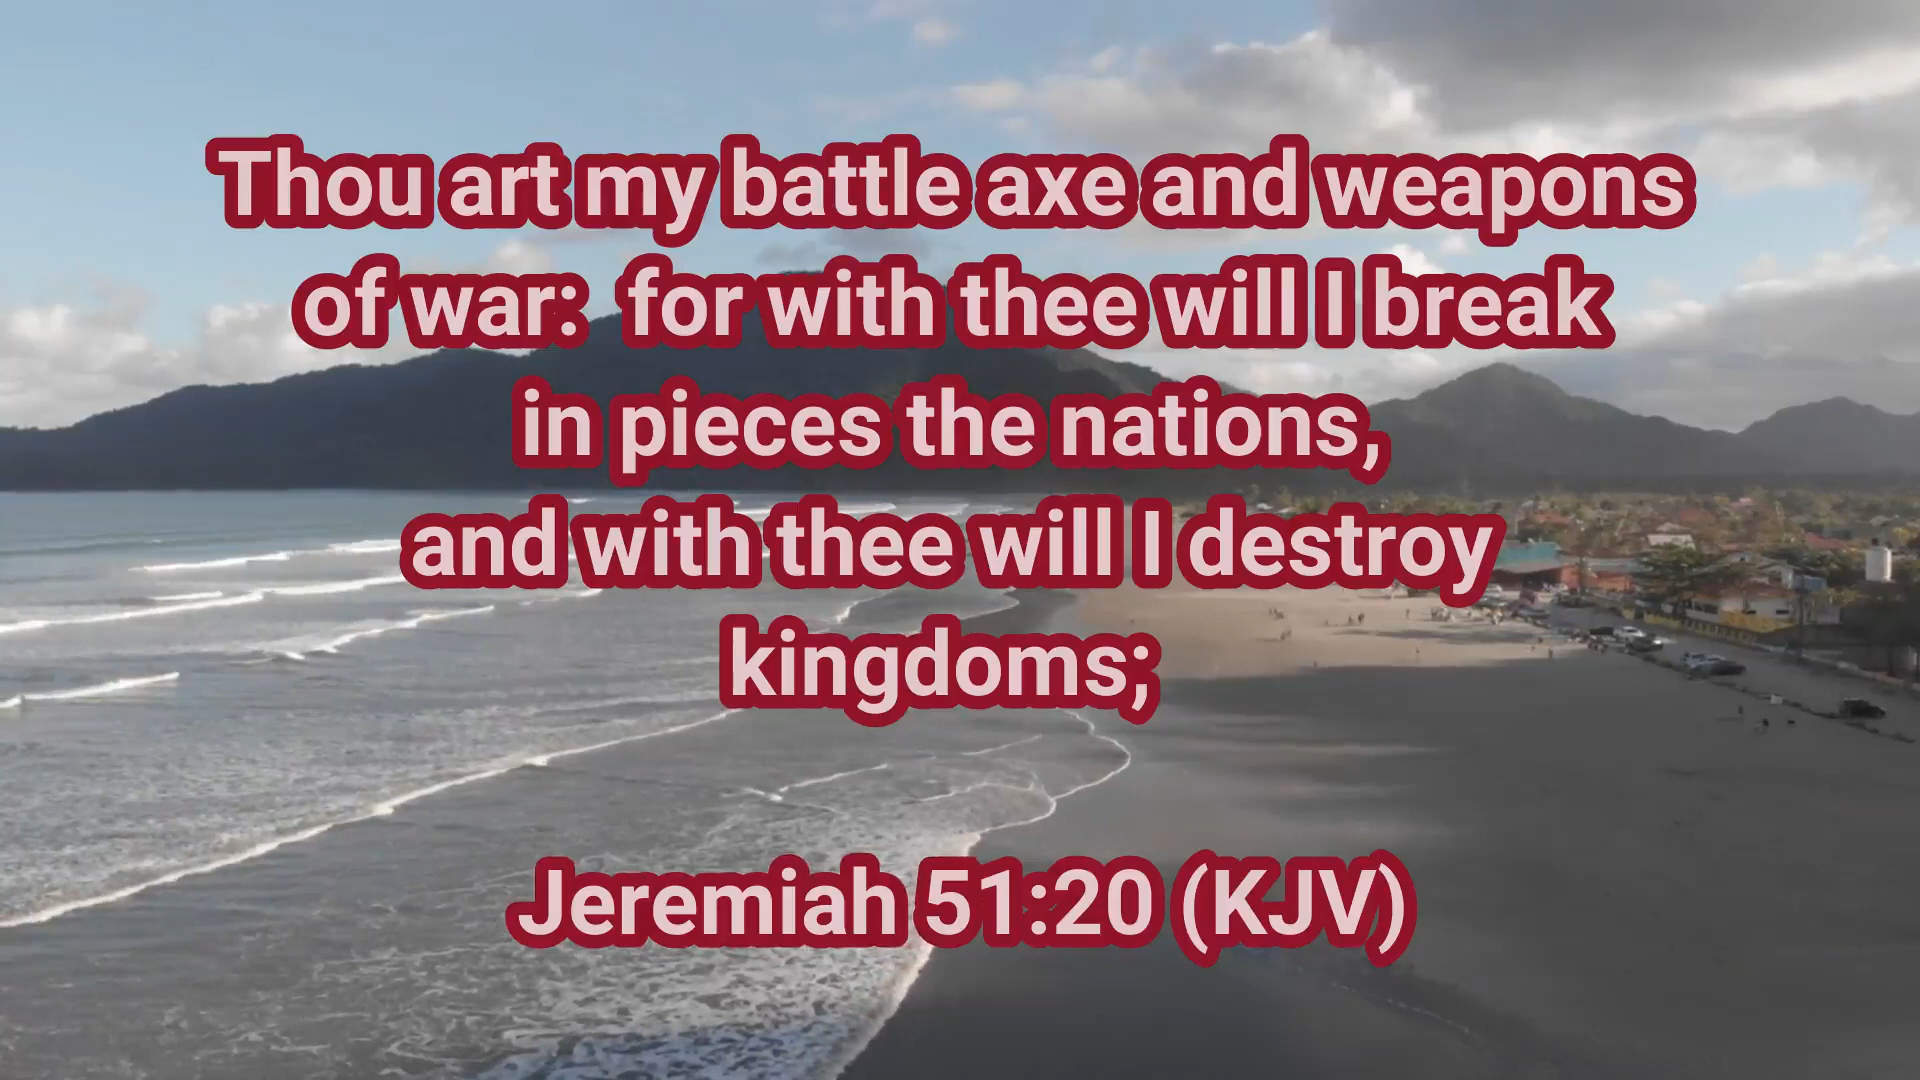 Thou art my battle axe and weapons
of war:  for with thee will I break
in pieces the nations,
and with thee will I destroy
kingdoms;
Jeremiah 51:20 (KJV)